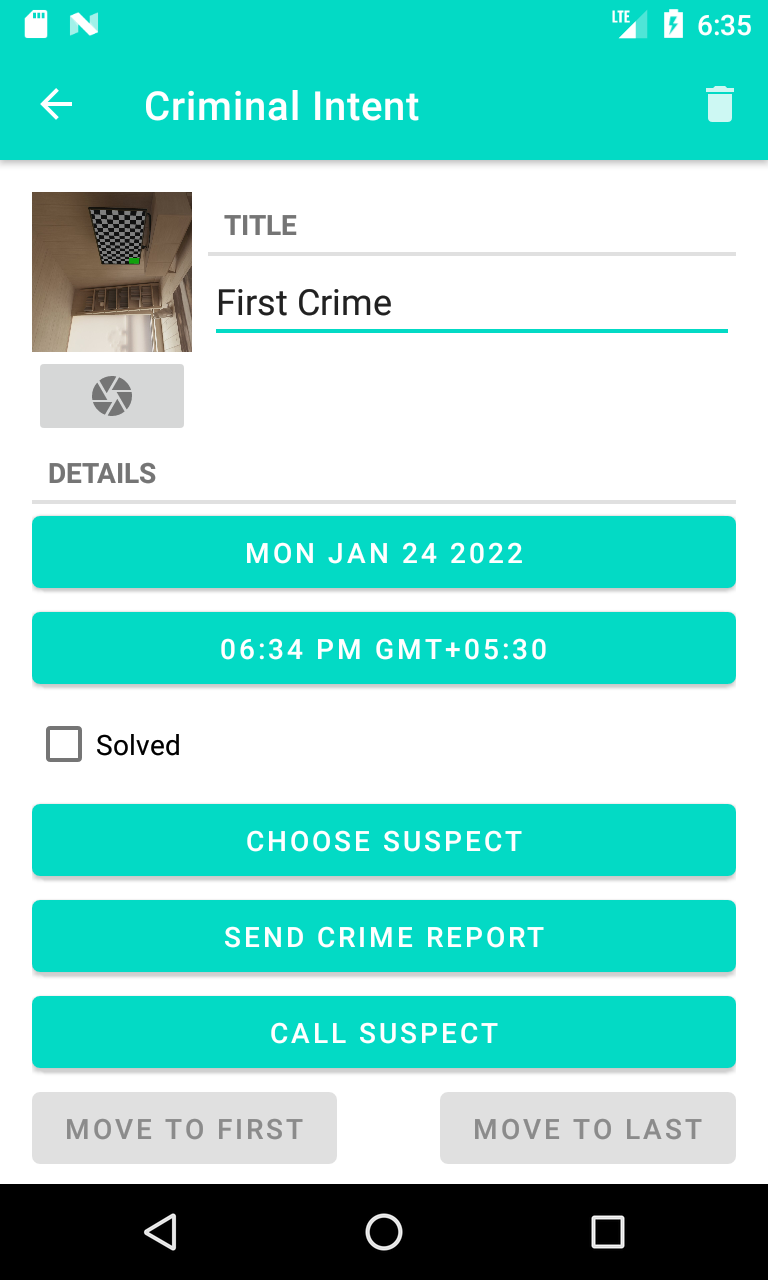 LTE 6:35
Criminal Intent
TITLE
First Crime
DETAILS
MON JAN 24 2022
06:34 PM GMT+05:30
Solved
CHOOSE SUSPECT
SEND CRIME REPORT
CALL SUSPECT
MOVE TO FIRST MOVE TO LAST